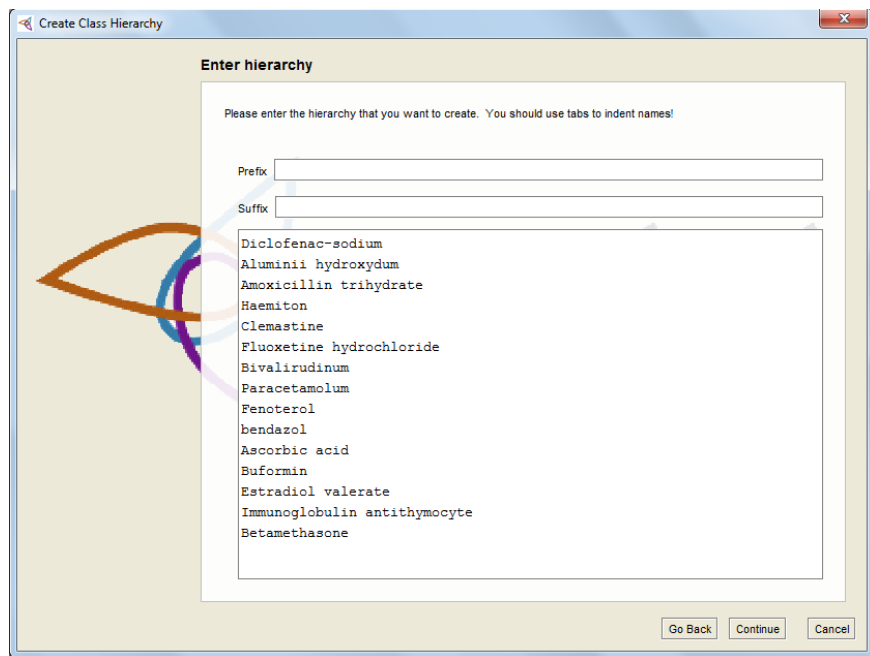 Create Class Hierarchy
Enter hierarchy
Please enter the hierarchy that you want to create. You should use tabs to indent names!
Prefix
Suffix
Diclofenac-sodium
Aluminii hydroxydum
Amoxicillin trihydrate
Haemiton
Clemastine
Fluoxetine hydrochloride
Bivalirudinum
Paracetamolum
Fenoterol
bendazol
Ascorbic acid
Buformin
Estradiol valerate
Immunoglobulin antithymocyte
Betamethasone
Go Back Continue Cancel